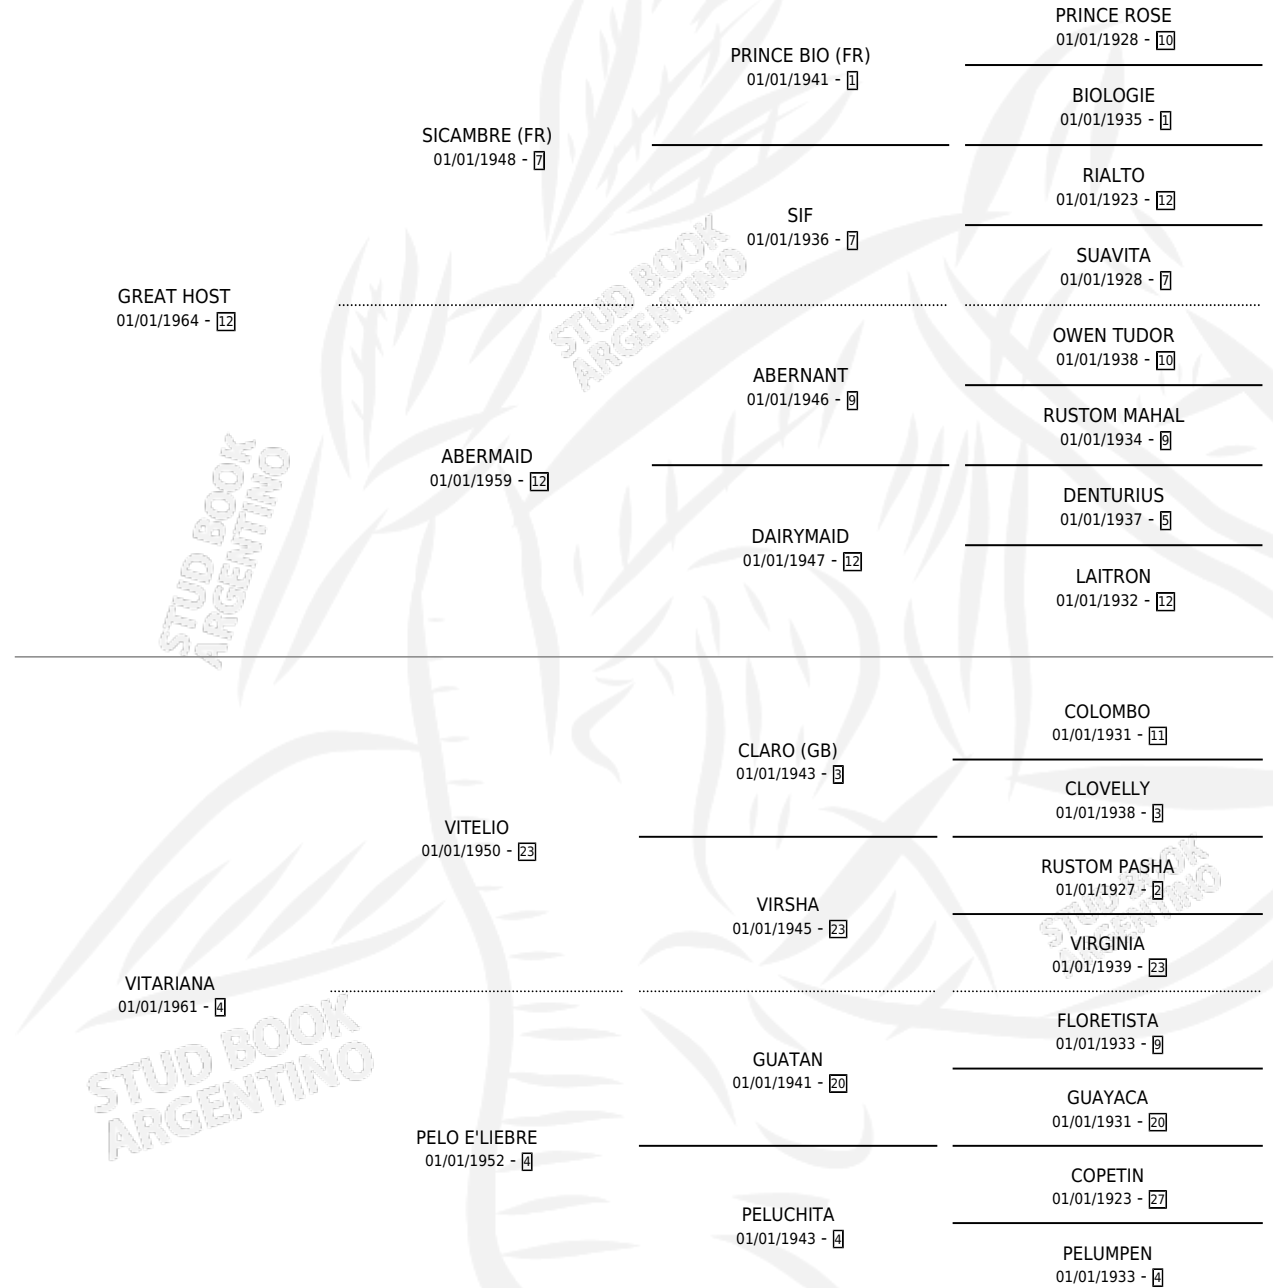 PRINCE ROSE
01/01/1928 - 10
PRINCE BIO (FR)
01/01/1941 - 1
BIOLOGIE
01/01/1935 - 1
SICAMBRE (FR)
01/01/1948 - 7
RIALTO
01/01/1923 - 12
SIF
01/01/1936 - 7
SUAVITA
01/01/1928 - 7
GREAT HOST
01/01/1964 - 12
OWEN TUDOR
01/01/1938 - 10
ABERNANT
01/01/1946 - 9
RUSTOM MAHAL
01/01/1934 - 9
ABERMAID
01/01/1959 - 12
DENTURIUS
01/01/1937 - 5
DAIRYMAID
01/01/1947 - 12
LAITRON
01/01/1932 - 12
COLOMBO
01/01/1931 - 11
CLARO (GB)
01/01/1943 - 3
CLOVELLY
01/01/1938 - 3
VITELIO
01/01/1950 - 23
RUSTOM PASHA
01/01/1927 - 2
VIRSHA
01/01/1945 - 23
VIRGINIA
01/01/1939 - 23
VITARIANA
01/01/1961 - 4
FLORETISTA
01/01/1933 - 9
GUATAN
01/01/1941 - 20
GUAYACA
01/01/1931 - 20
PELO E'LIEBRE
01/01/1952 - 4
COPETIN
01/01/1923 - 27
PELUCHITA
01/01/1943 - 4
PELUMPEN
01/01/1933 - 4
STUD BOOK
ARGENTINO
STUD BOOK
ARGENTINO
STUD BOOK
ARGENTINO
STUD BOOK
ARGENTINO